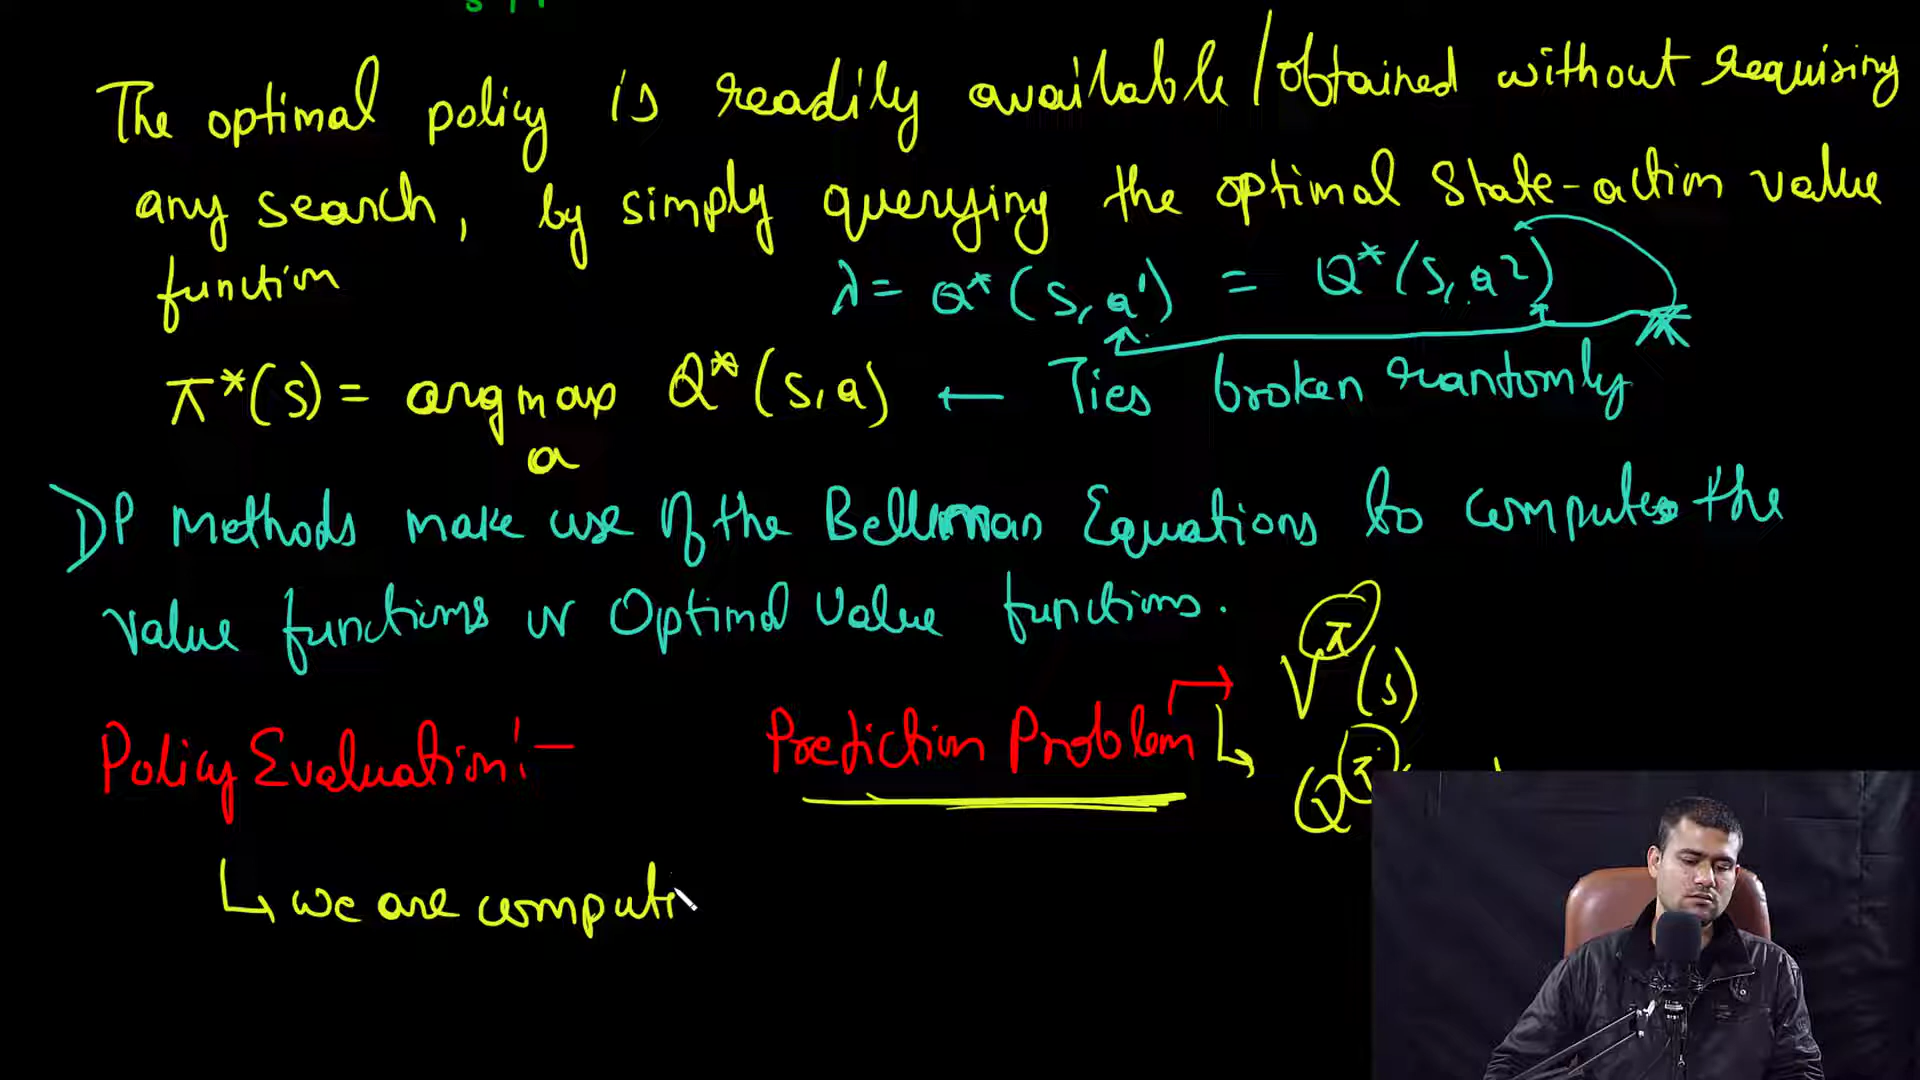 The optimal policy is readily available/obtained without requiring
any search, by simply querying the optimal State-action value
function
λ = Q*(s, a¹) = Q*(s, a²)
π*(s) = argmax Q*(s, a) ← Ties broken randomly
a
DP Methods make use of the Bellman Equations to compute the
value functions or Optimal Value functions.
Policy Evaluation:- Prediction Problem
V^π(s)
Q^π
↳ we are computi